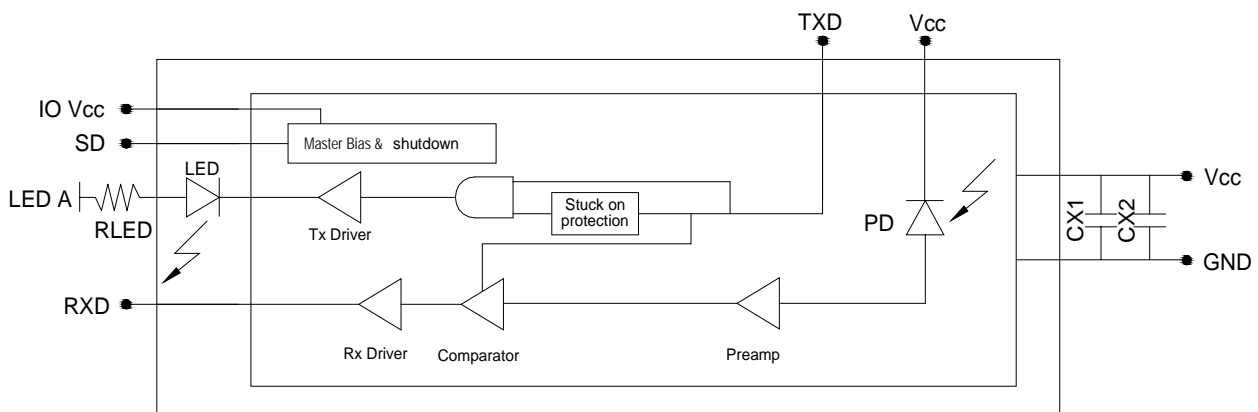 TXD
Vcc
IO Vcc
SD
Master Bias & shutdown
LED
LED A
RLED
Tx Driver
Stuck on
protection
PD
Vcc
CX1
CX2
GND
RXD
Rx Driver
Comparator
Preamp